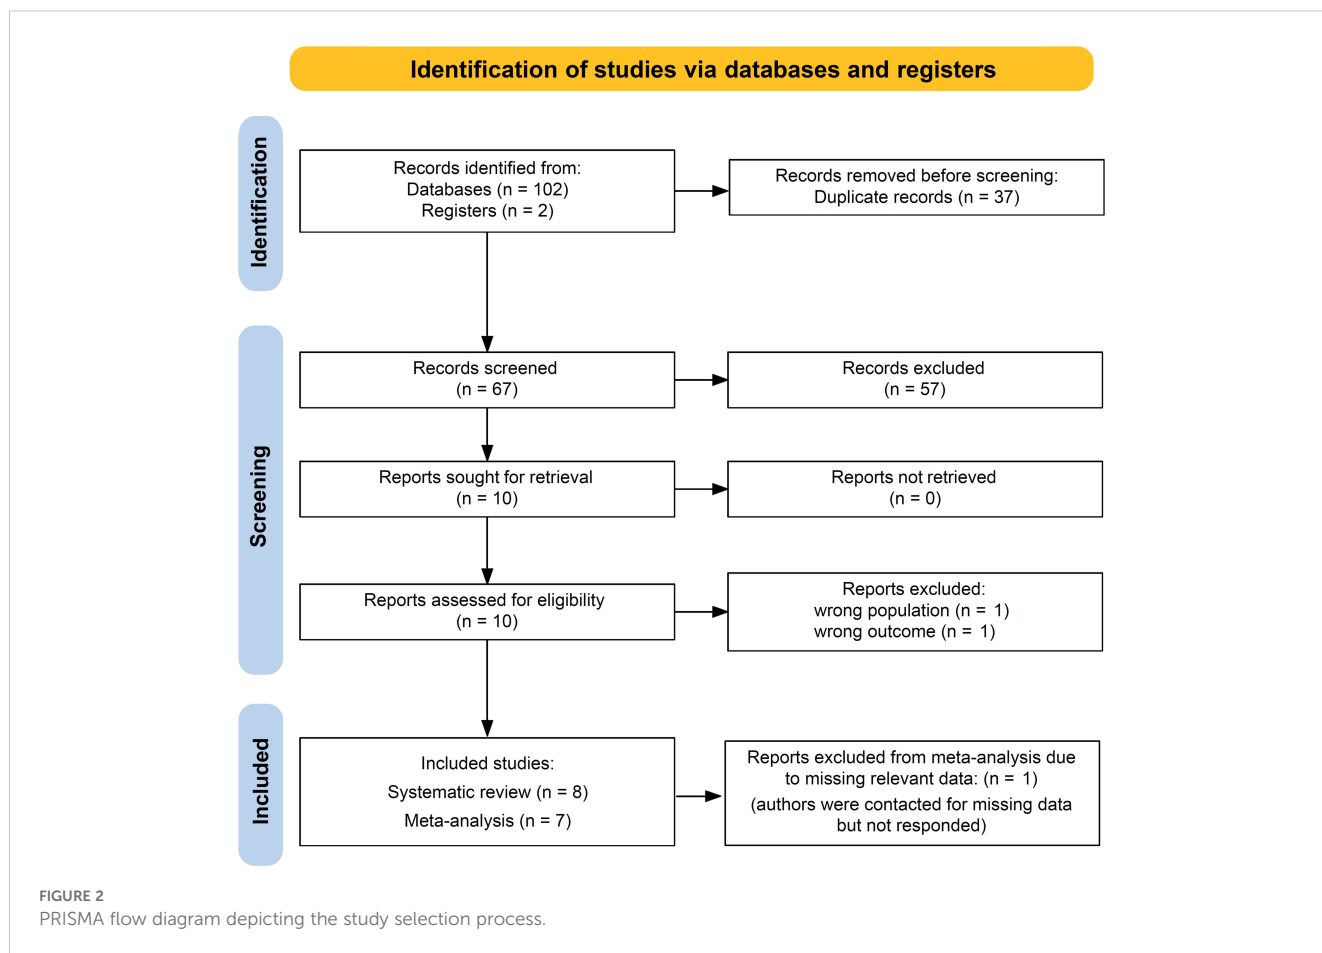 Identification of studies via databases and registers
Identification
Records identified from:
Databases (n = 102)
Registers (n = 2)
Records removed before screening:
Duplicate records (n = 37)
Screening
Records screened
(n = 67)
Records excluded
(n = 57)
Reports sought for retrieval
(n = 10)
Reports not retrieved
(n = 0)
Reports assessed for eligibility
(n = 10)
Reports excluded:
wrong population (n = 1)
wrong outcome (n = 1)
Included
Included studies:
Systematic review (n = 8)
Meta-analysis (n = 7)
Reports excluded from meta-analysis due
to missing relevant data: (n = 1)
(authors were contacted for missing data
but not responded)
FIGURE 2
PRISMA flow diagram depicting the study selection process.